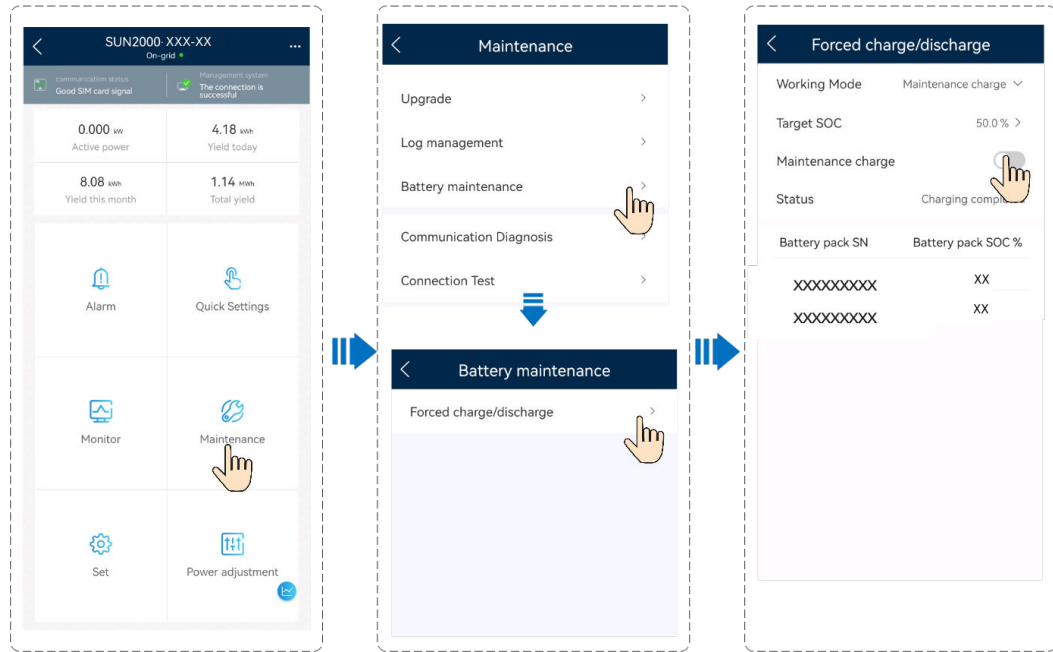 SUN2000- XXX-XX
On-grid
communication status
Good SIM card signal
Management system
The connection is
successful
0.000 kW
Active power
4.18 kWh
Yield today
8.08 kWh
Yield this month
1.14 MWh
Total yield
Alarm
Quick Settings
Monitor
Maintenance
Set
Power adjustment
Maintenance
Upgrade
Log management
Battery maintenance
Communication Diagnosis
Connection Test
Battery maintenance
Forced charge/discharge
Forced charge/discharge
Working Mode
Maintenance charge
Target SOC
50.0 %
Maintenance charge
Status
Charging
Battery pack SN
Battery pack SOC %
XXXXXXXXX
XX
XXXXXXXXX
XX